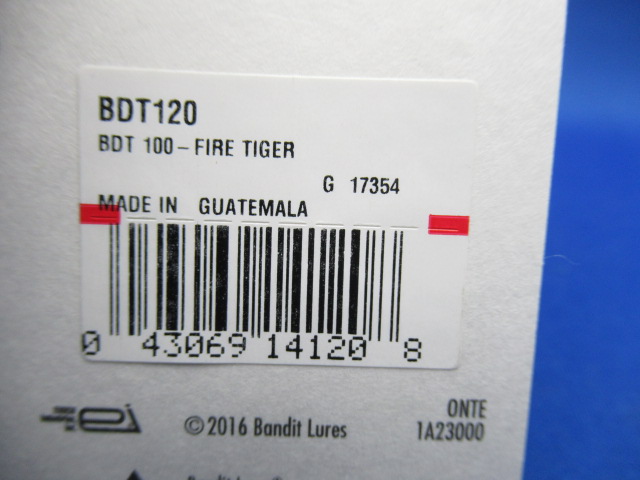 BDT120
BDT 100 – FIRE TIGER
G 17354
MADE IN GUATEMALA
0 43069 14120 8
©2016 Bandit Lures
ONTE
1A23000